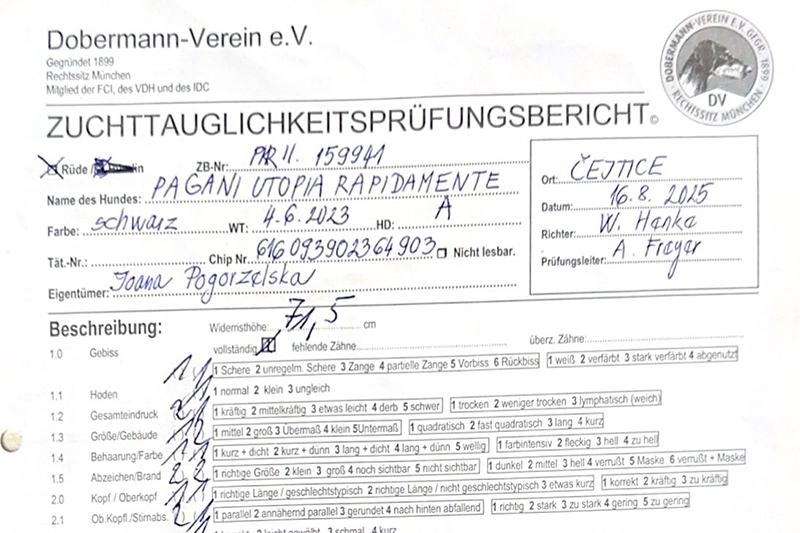 Dobermann-Verein e.V.
Gegründet 1899
Rechtssitz München
Mitglied der FCI, des VDH und des IDC
DOBERMANN-VEREIN E.V. GEGR. 1899
RECHTSSITZ MÜNCHEN
DV
ZUCHTTAUGLICHKEITSPRÜFUNGSBERICHT©
Rüde / ZB-Nr: PKR II. 159941
Name des Hundes: PAGANI UTOPIA RAPIDAMENTE
Farbe: schwarz WT: 4.6.2023 HD: A
Tät.-Nr.: Chip Nr. 616093902364903 Nicht lesbar.
Eigentümer: Joana Pogorzelska
Ort: ČEJTICE
Datum: 16.8.2025
Richter: W. Hanka
Prüfungsleiter: A.
Beschreibung: Widerristhöhe: 71,5 cm
1.0 Gebiss vollständig 1 fehlende Zähne: überz. Zähne:
1 Schere 2 unregelm. Schere 3 Zange 4 partielle Zange 5 Vorbiss 6 Rückbiss 1 weiß 2 verfärbt 3 stark verfärbt 4 abgenutzt
1.1 Hoden 1 normal 2 klein 3 ungleich
1.2 Gesamteindruck 1 kräftig 2 mittelkräftig 3 etwas leicht 4 derb 5 schwer 1 trocken 2 weniger trocken 3 lymphatisch (weich)
1.3 Größe/Gebäude 1 mittel 2 groß 3 Übermaß 4 klein 5 Untermaß 1 quadratisch 2 fast quadratisch 3 lang 4 kurz
1.4 Behaarung/Farbe 1 kurz + dicht 2 kurz + dünn 3 lang + dicht 4 lang + dünn 5 wellig 1 farbintensiv 2 fleckig 3 hell 4 zu hell
1.5 Abzeichen/Brand 1 richtige Größe 2 klein 3 groß 4 noch sichtbar 5 nicht sichtbar 1 dunkel 2 mittel 3 hell 4 verrußt 5 Maske 6 verrußt + Maske
2.0 Kopf / Oberkopf 1 richtige Länge / geschlechtstypisch 2 richtige Länge / nicht geschlechtstypisch 3 etwas kurz 1 korrekt 2 kräftig 3 zu kräftig
2.1 Ob.Kopfl./Stirnabs. 1 parallel 2 annähernd parallel 3 gerundet 4 nach hinten abfallend 1 richtig 2 stark 3 zu stark 4 gering 5 zu gering
3 schmal 4 kurz